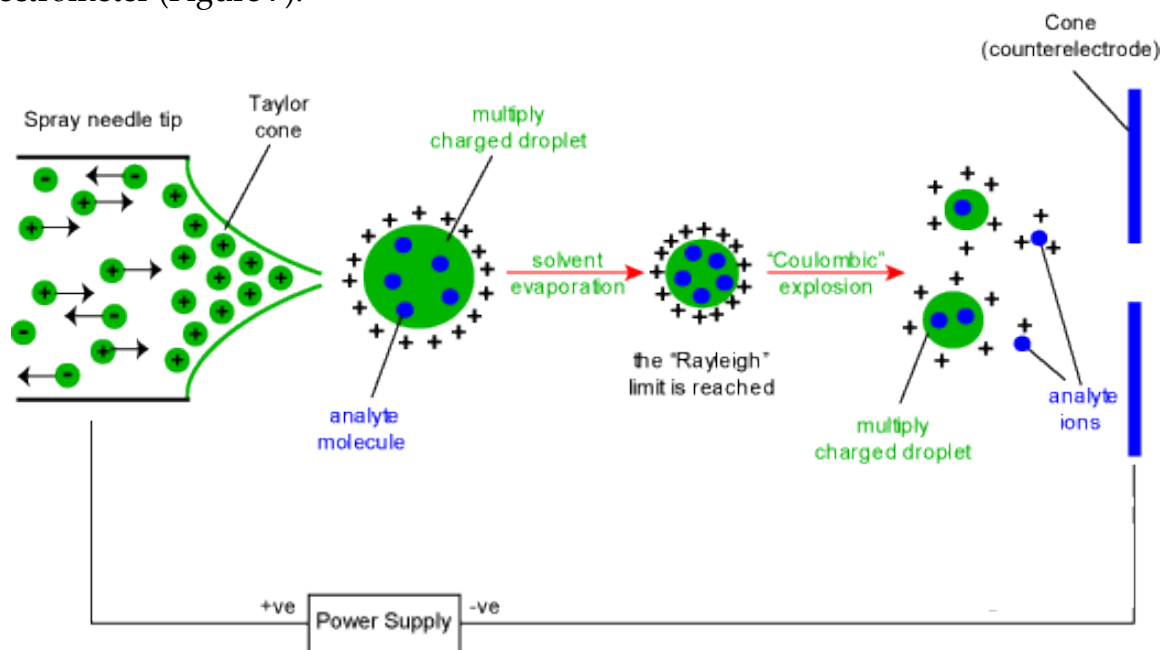 Cone
(counterelectrode)
Spray needle tip
Taylor
cone
multiply
charged droplet
solvent
evaporation
"Coulombic"
explosion
the "Rayleigh"
limit is reached
analyte
molecule
analyte
ions
multiply
charged droplet
+ve
-ve
Power Supply